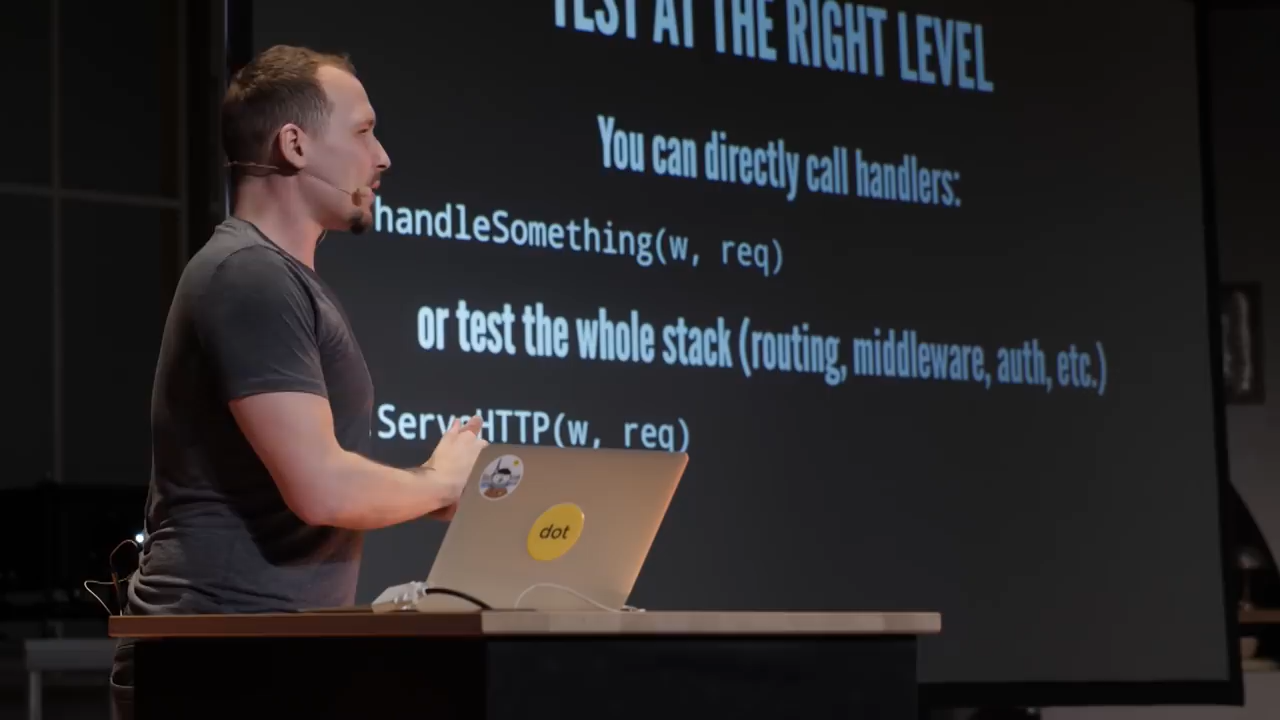 TEST AT THE RIGHT LEVEL
You can directly call handlers:
handleSomething(w, req)
or test the whole stack (routing, middleware, auth, etc.)
ServeHTTP(w, req)
dot